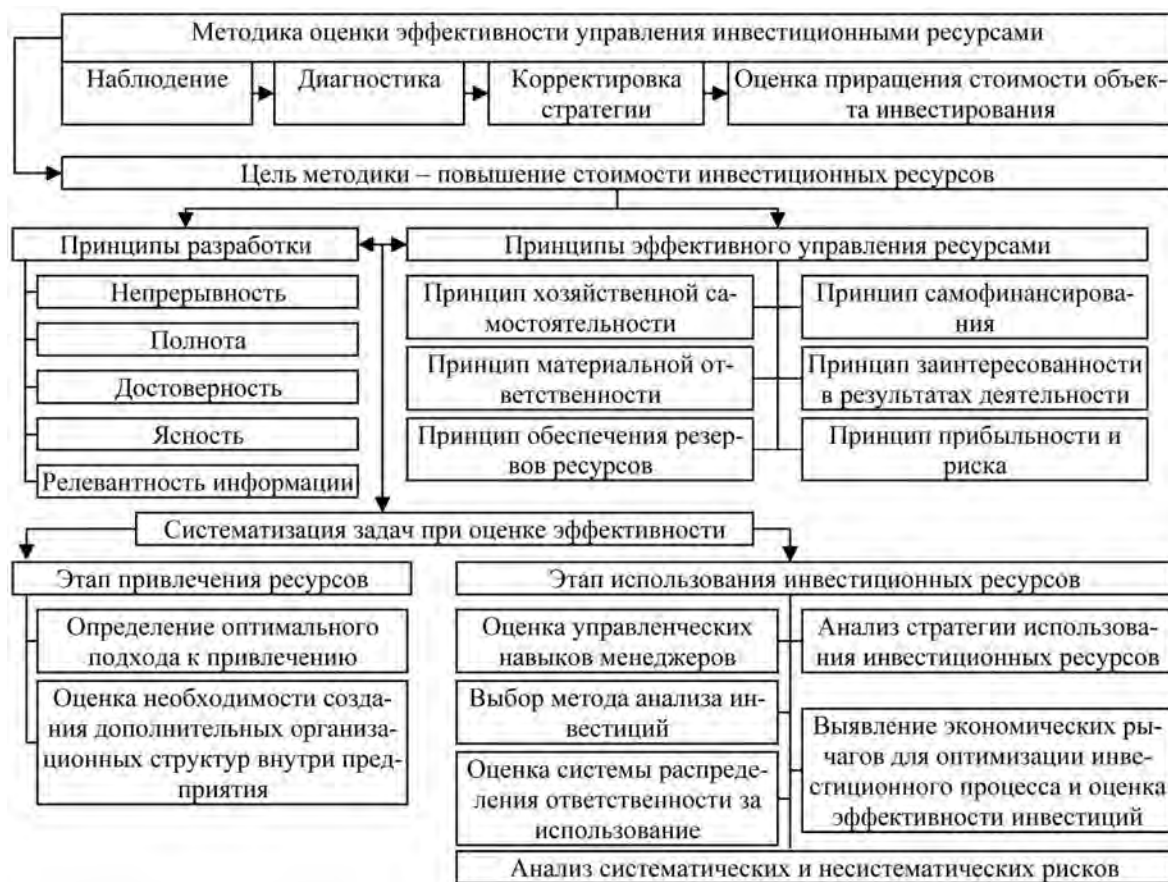 Методика оценки эффективности управления инвестиционными ресурсами
Наблюдение
Диагностика
Корректировка
стратегии
Оценка приращения стоимости объек-
та инвестирования
Цель методики – повышение стоимости инвестиционных ресурсов
Принципы разработки
Непрерывность
Полнота
Достоверность
Ясность
Релевантность информации
Принципы эффективного управления ресурсами
Принцип хозяйственной са-
мостоятельности
Принцип самофинансирова-
ния
Принцип материальной от-
ветственности
Принцип заинтересованности
в результатах деятельности
Принцип обеспечения резер-
вов ресурсов
Принцип прибыльности и
риска
Систематизация задач при оценке эффективности
Этап привлечения ресурсов
Определение оптимального
подхода к привлечению
Оценка необходимости созда-
ния дополнительных организа-
ционных структур внутри пред-
приятия
Этап использования инвестиционных ресурсов
Оценка управленческих
навыков менеджеров
Анализ стратегии использова-
ния инвестиционных ресурсов
Выбор метода анализа ин-
вестиций
Оценка системы распреде-
ления ответственности за
использование
Выявление экономических ры-
чагов для оптимизации инве-
стиционного процесса и оценка
эффективности инвестиций
Анализ систематических и несистематических рисков